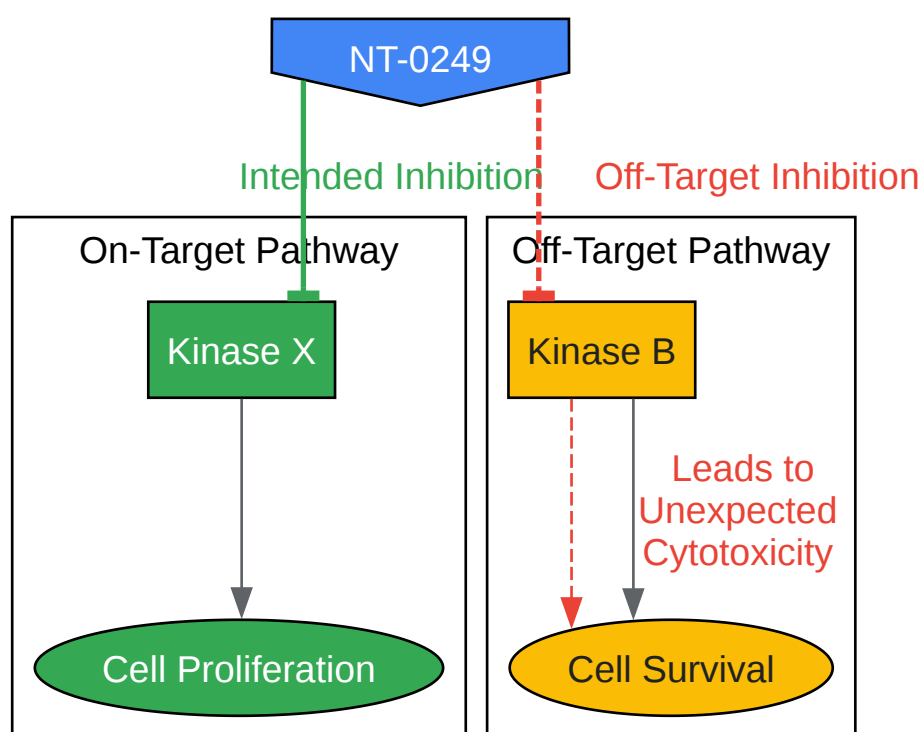 NT-0249
Intended Inhibition
Off-Target Inhibition
On-Target Pathway
Off-Target Pathway
Kinase X
Kinase B
Leads to
Unexpected
Cytotoxicity
Cell Proliferation
Cell Survival